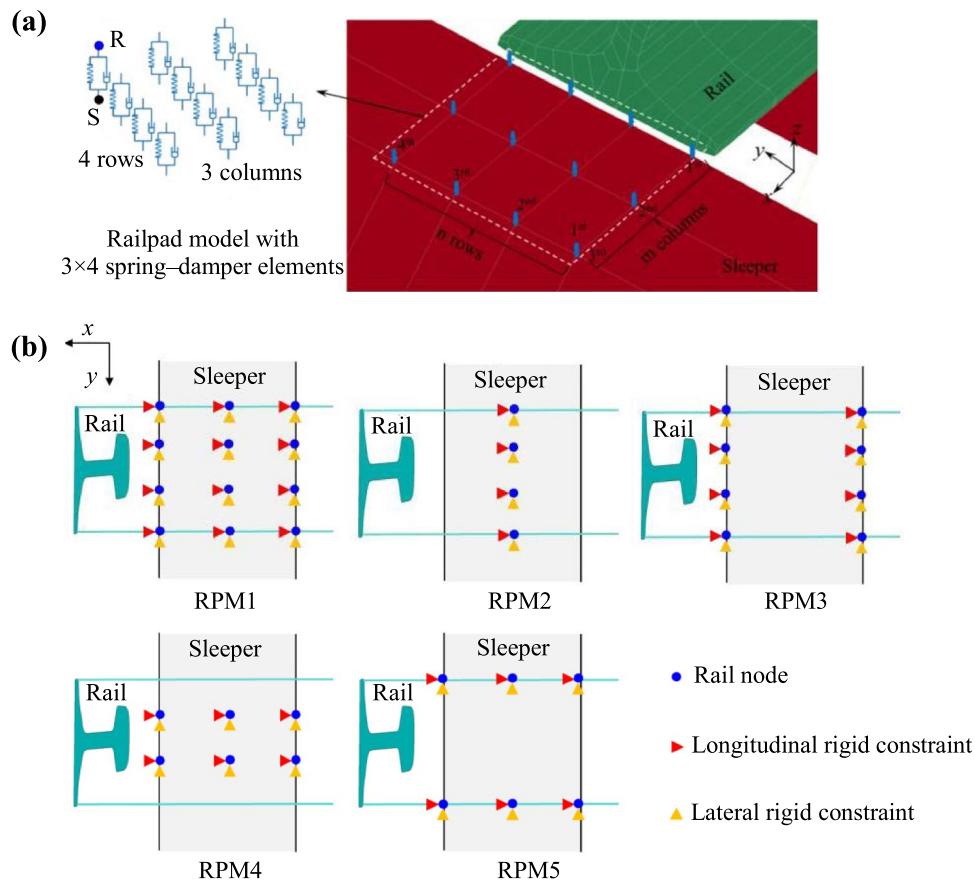 (a)
R
S
4 rows
3 columns
Railpad model with
3×4 spring–damper elements
Rail
z
y
x
4th
3rd
2nd
1st
1st
2nd
3rd
n rows
m columns
Sleeper
(b)
x
y
Sleeper
Rail
RPM1
Sleeper
Rail
RPM2
Sleeper
Rail
RPM3
Sleeper
Rail
RPM4
Sleeper
Rail
RPM5
Rail node
Longitudinal rigid constraint
Lateral rigid constraint